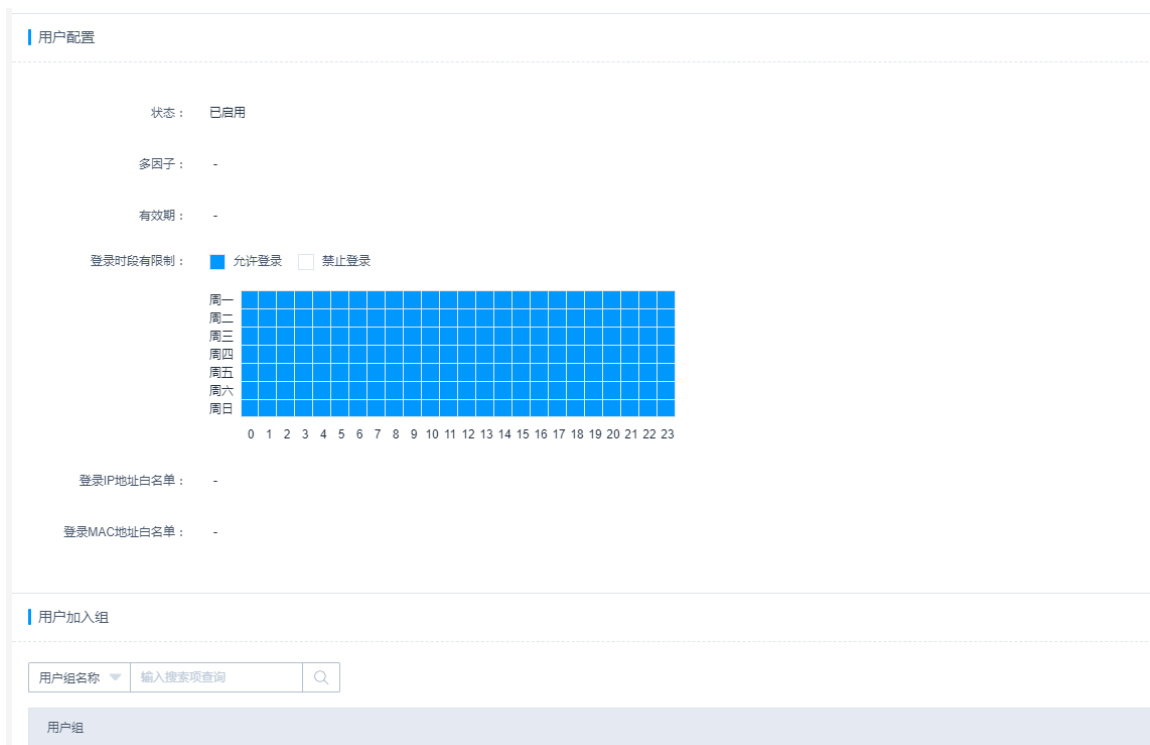 用户配置
状态： 已启用
多因子： -
有效期： -
登录时段有限制： 允许登录 禁止登录
周一
周二
周三
周四
周五
周六
周日
0 1 2 3 4 5 6 7 8 9 10 11 12 13 14 15 16 17 18 19 20 21 22 23
登录IP地址白名单： -
登录MAC地址白名单： -
用户加入组
用户组名称 输入搜索项查询
用户组